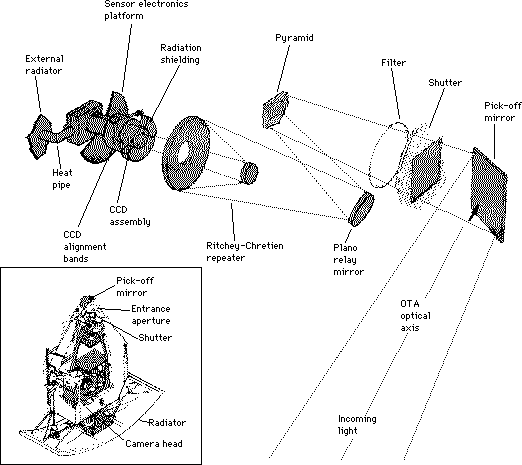 Sensor electronics
platform
External
radiator
Radiation
shielding
Pyramid
Filter
Shutter
Pick-off
mirror
Heat
pipe
CCD
assembly
CCD
alignment
bands
Ritchey-Chretien
repeater
Plano
relay
mirror
OTA
optical
axis
Incoming
light
Pick-off
mirror
Entrance
aperture
Shutter
Radiator
Camera head